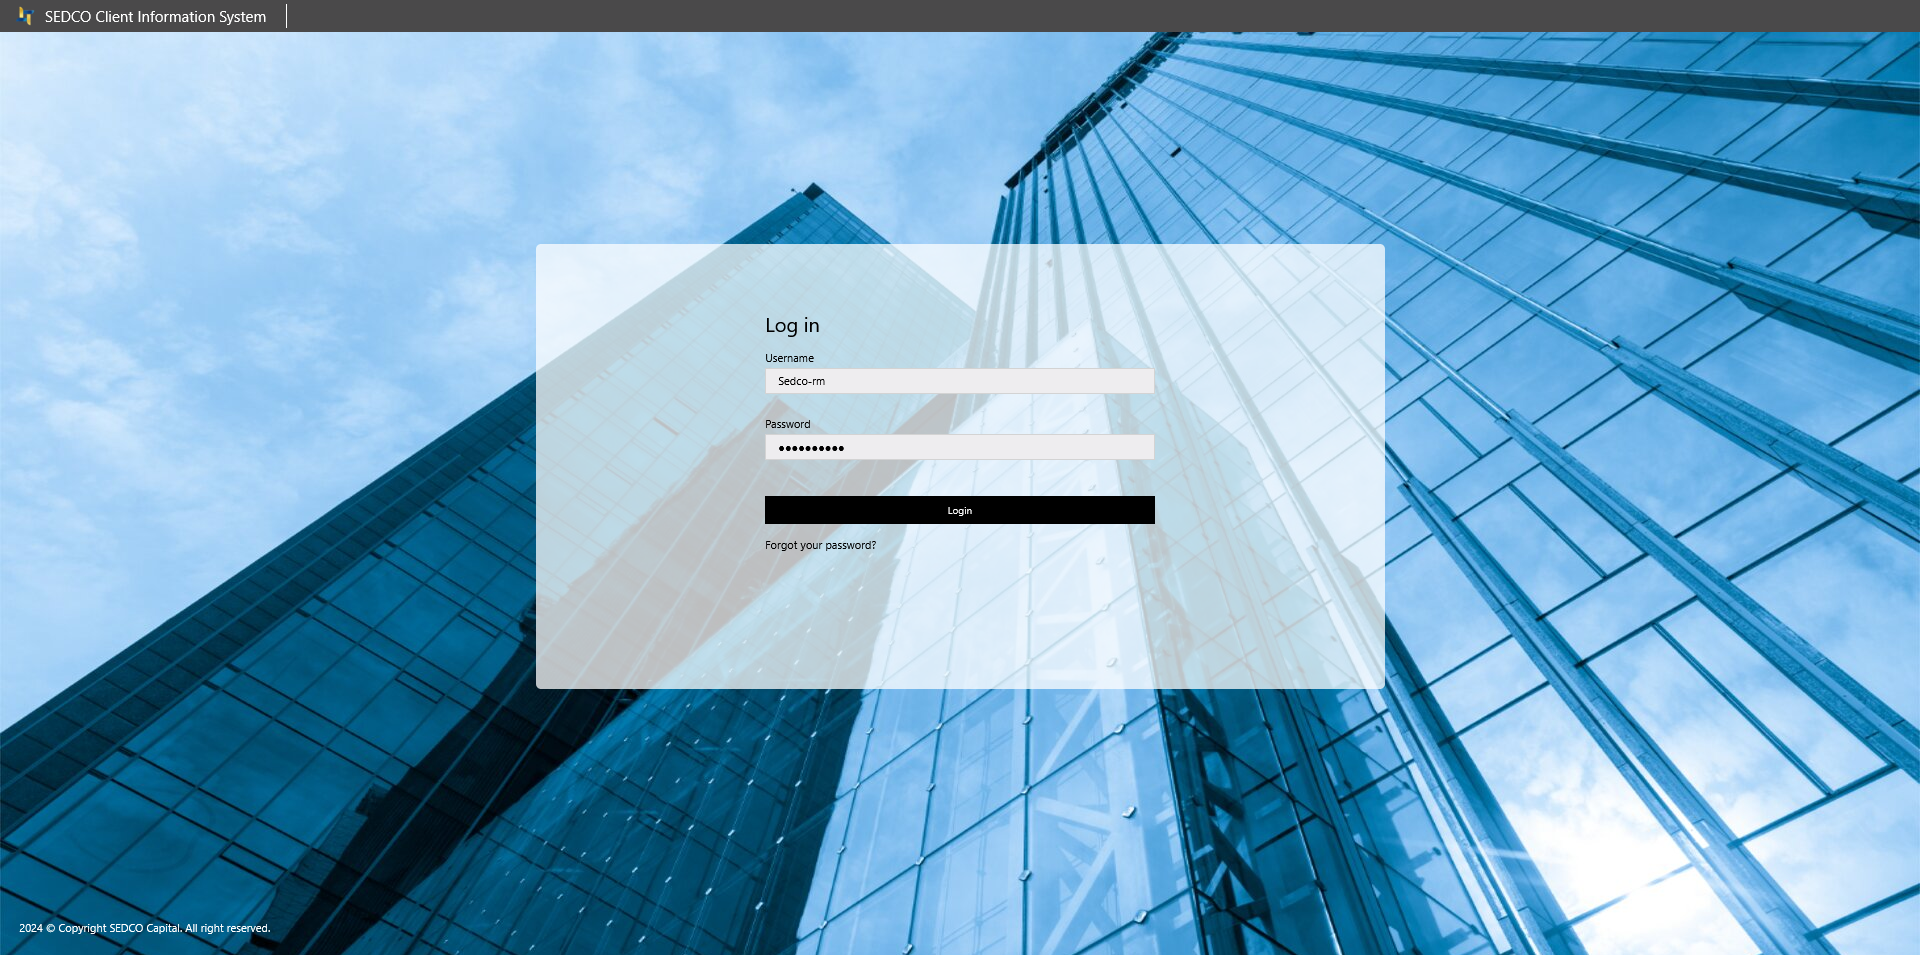 SEDCO Client Information System
Log in
Username
Sedco-rm
Password
••••••••••
Login
Forgot your password?
2024 © Copyright SEDCO Capital. All right reserved.